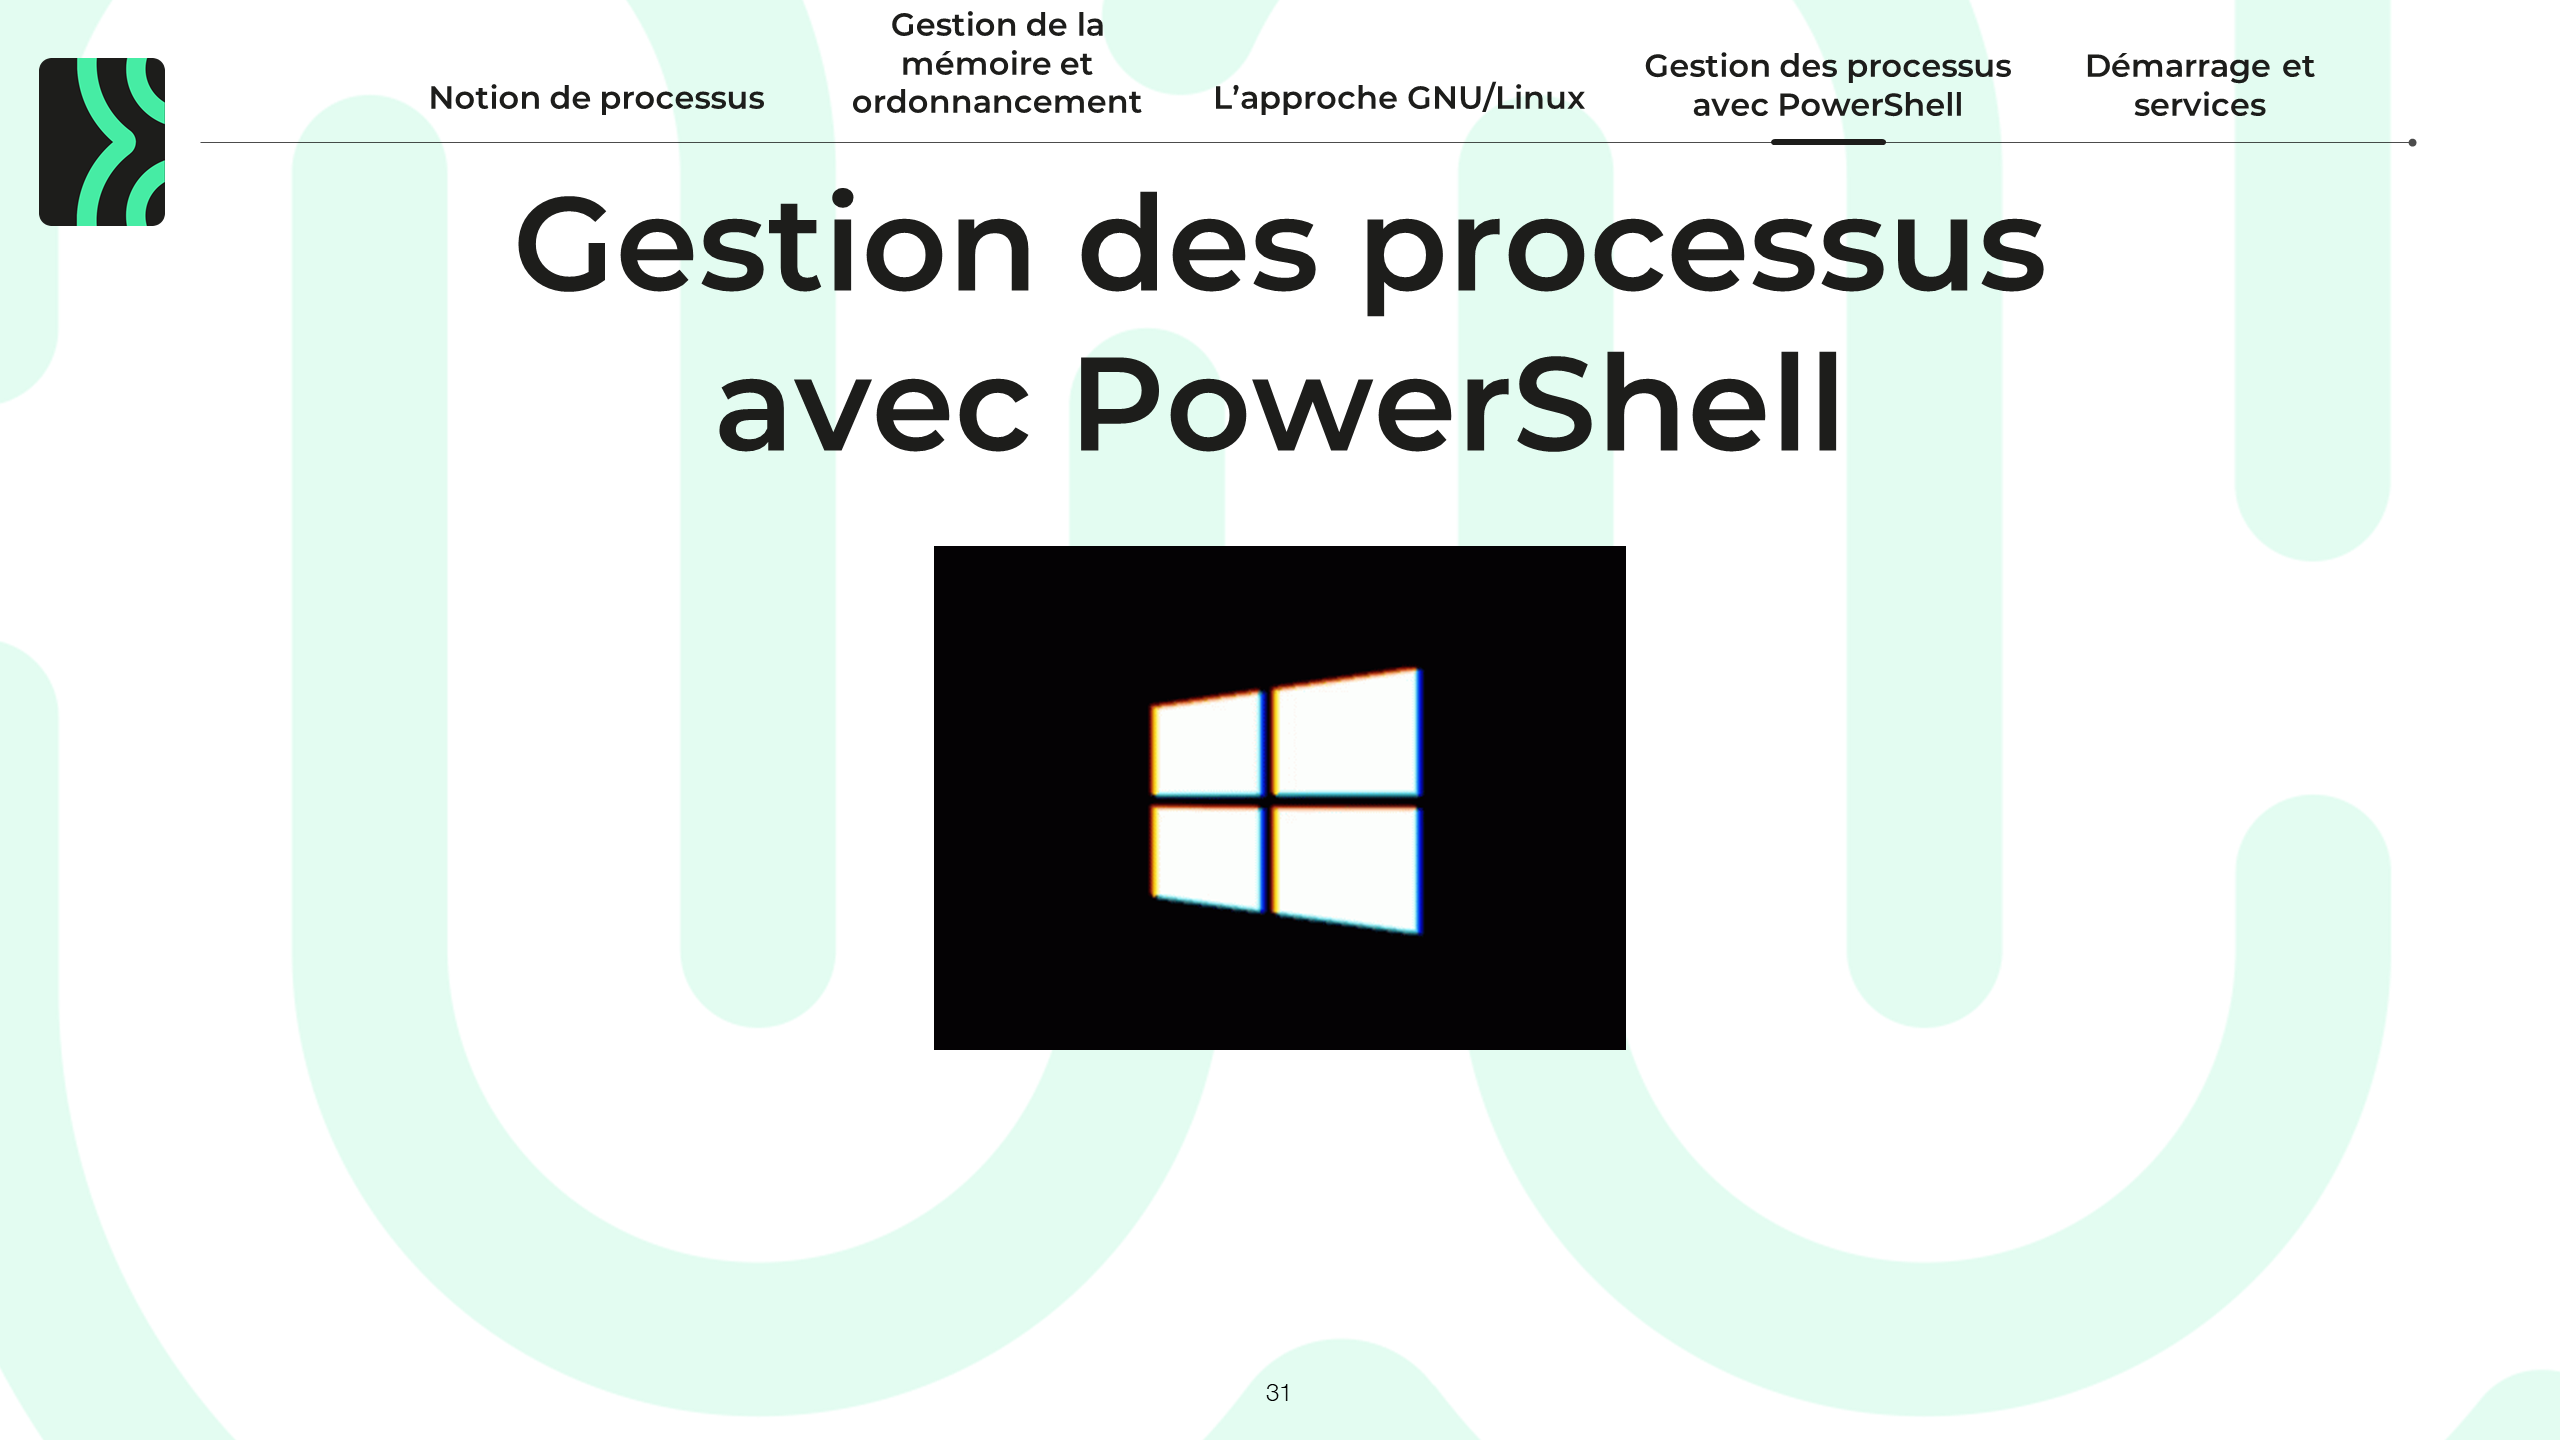 Notion de processus
Gestion de la
mémoire et
ordonnancement
L’approche GNU/Linux
Gestion des processus
avec PowerShell
Démarrage et
services
Gestion des processus
avec PowerShell
31